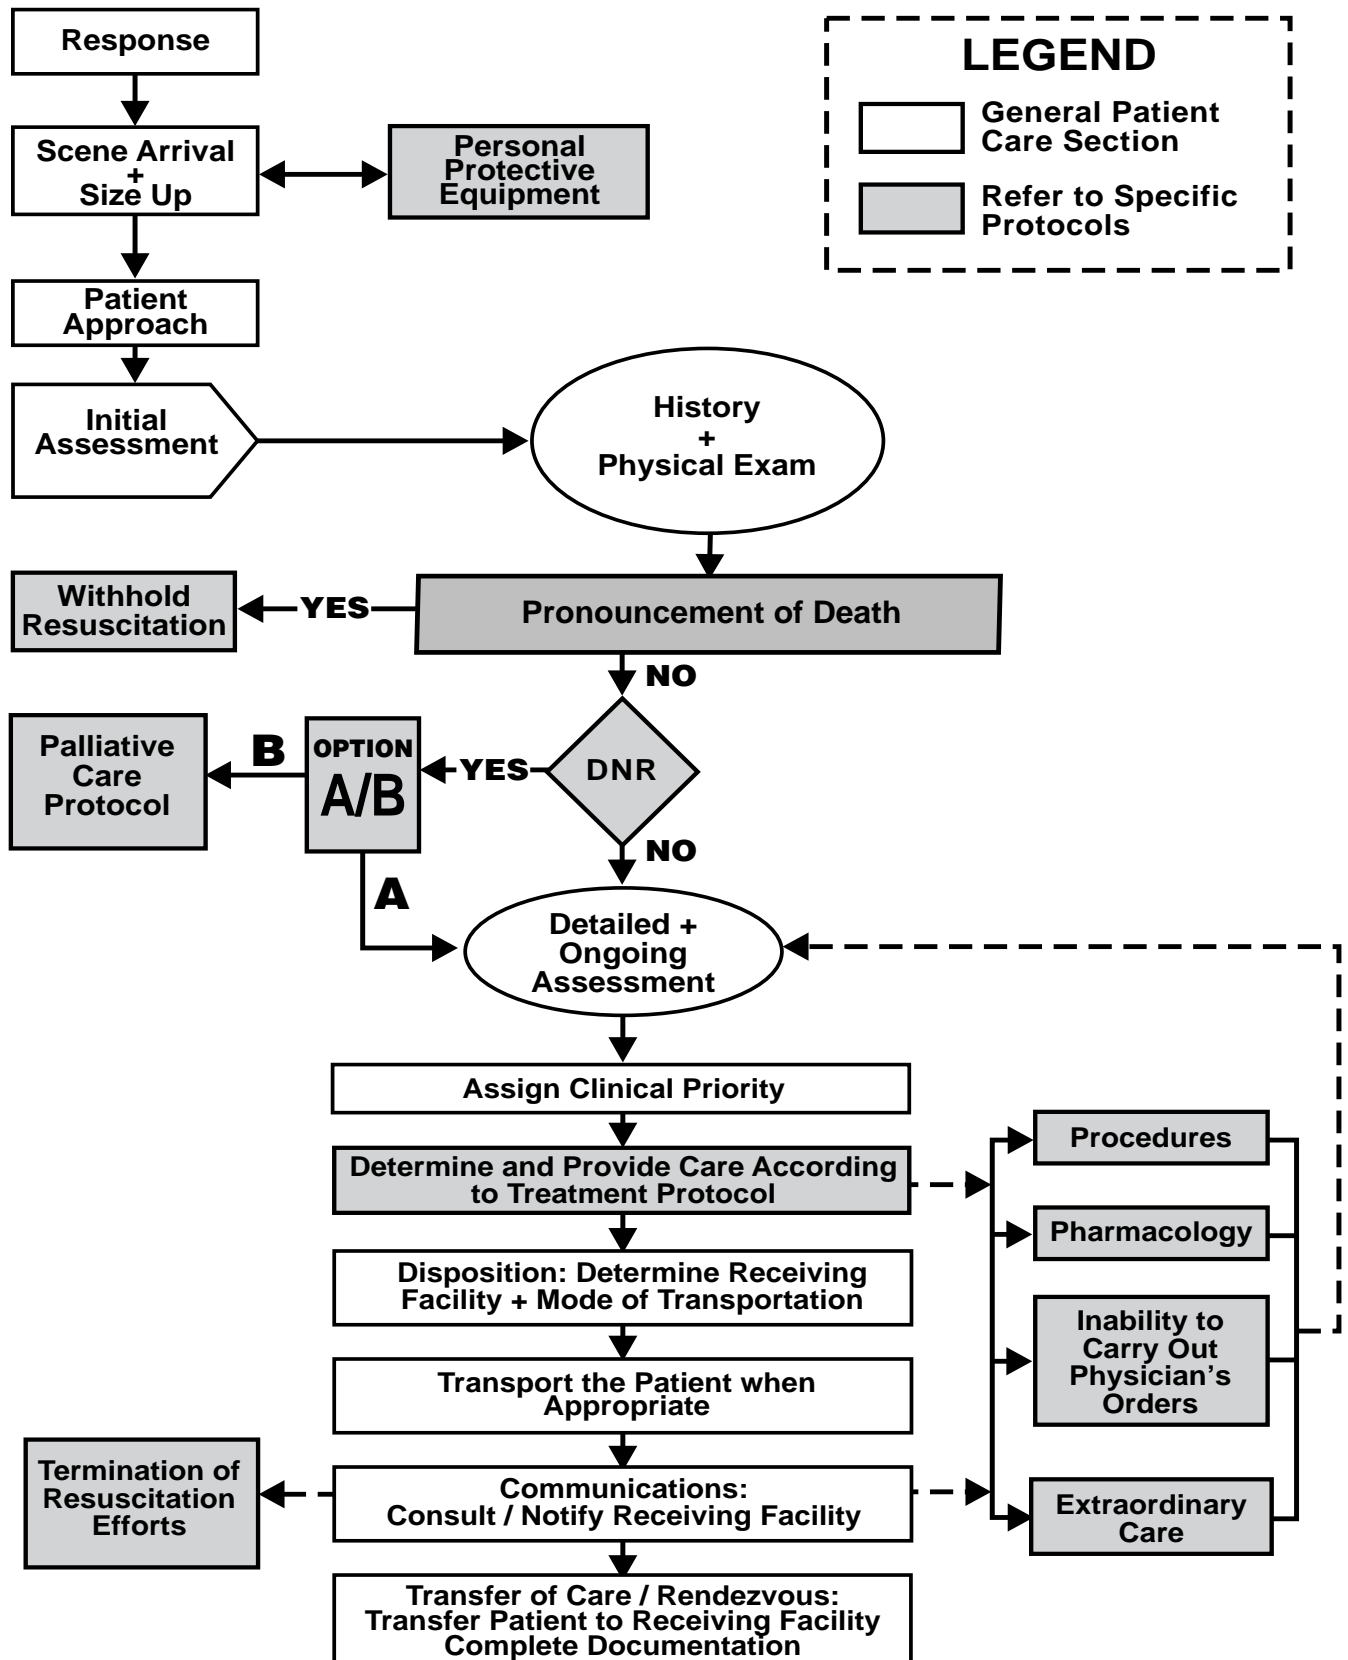 Response
LEGEND
General Patient
Care Section
Refer to Specific
Protocols
Scene Arrival
+
Size Up
Personal
Protective
Equipment
Patient
Approach
Initial
Assessment
History
+
Physical Exam
Withhold
Resuscitation
YES
Pronouncement of Death
NO
Palliative
Care
Protocol
B
OPTION
A/B
YES
DNR
NO
A
Detailed +
Ongoing
Assessment
Assign Clinical Priority
Determine and Provide Care According
to Treatment Protocol
Procedures
Pharmacology
Disposition: Determine Receiving
Facility + Mode of Transportation
Inability to
Carry Out
Physician’s
Orders
Transport the Patient when
Appropriate
Termination of
Resuscitation
Efforts
Communications:
Consult / Notify Receiving Facility
Extraordinary
Care
Transfer of Care / Rendezvous:
Transfer Patient to Receiving Facility
Complete Documentation